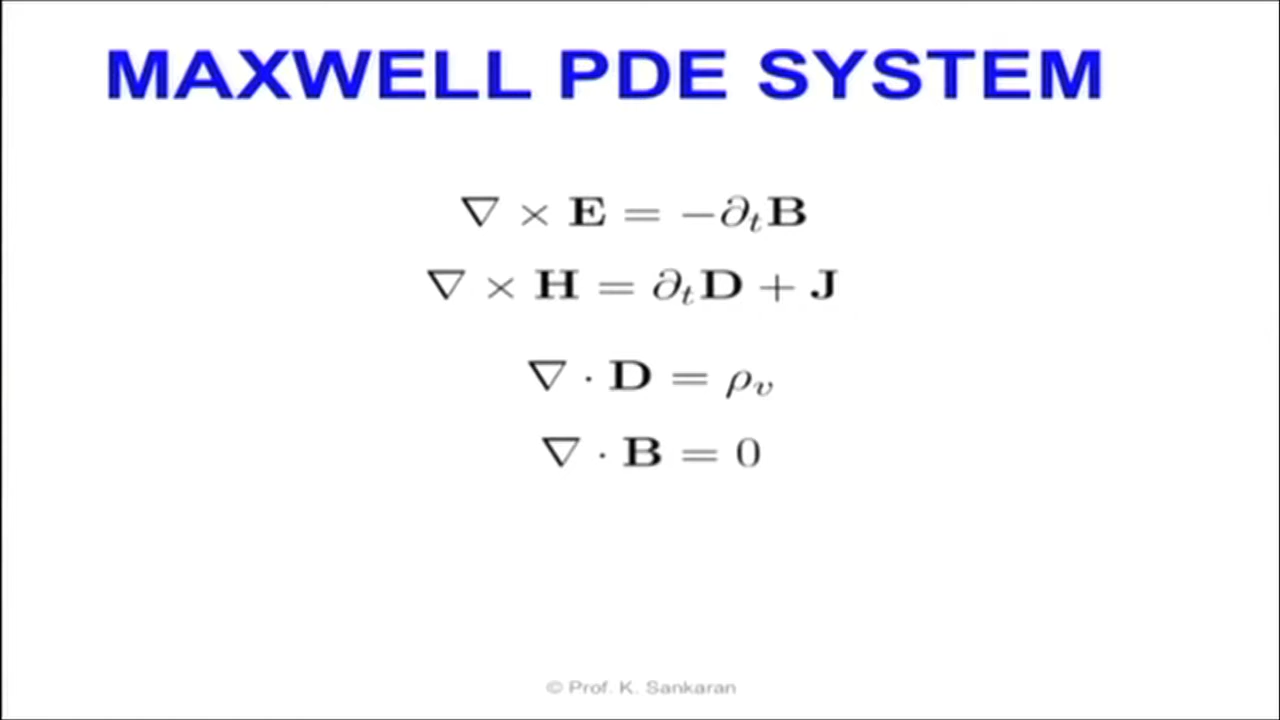 MAXWELL PDE SYSTEM
∇ × 𝐄 = −∂ₜ𝐁
∇ × 𝐇 = ∂ₜ𝐃 + 𝐉
∇ · 𝐃 = ρᵥ
∇ · 𝐁 = 0
© Prof. K. Sankaran